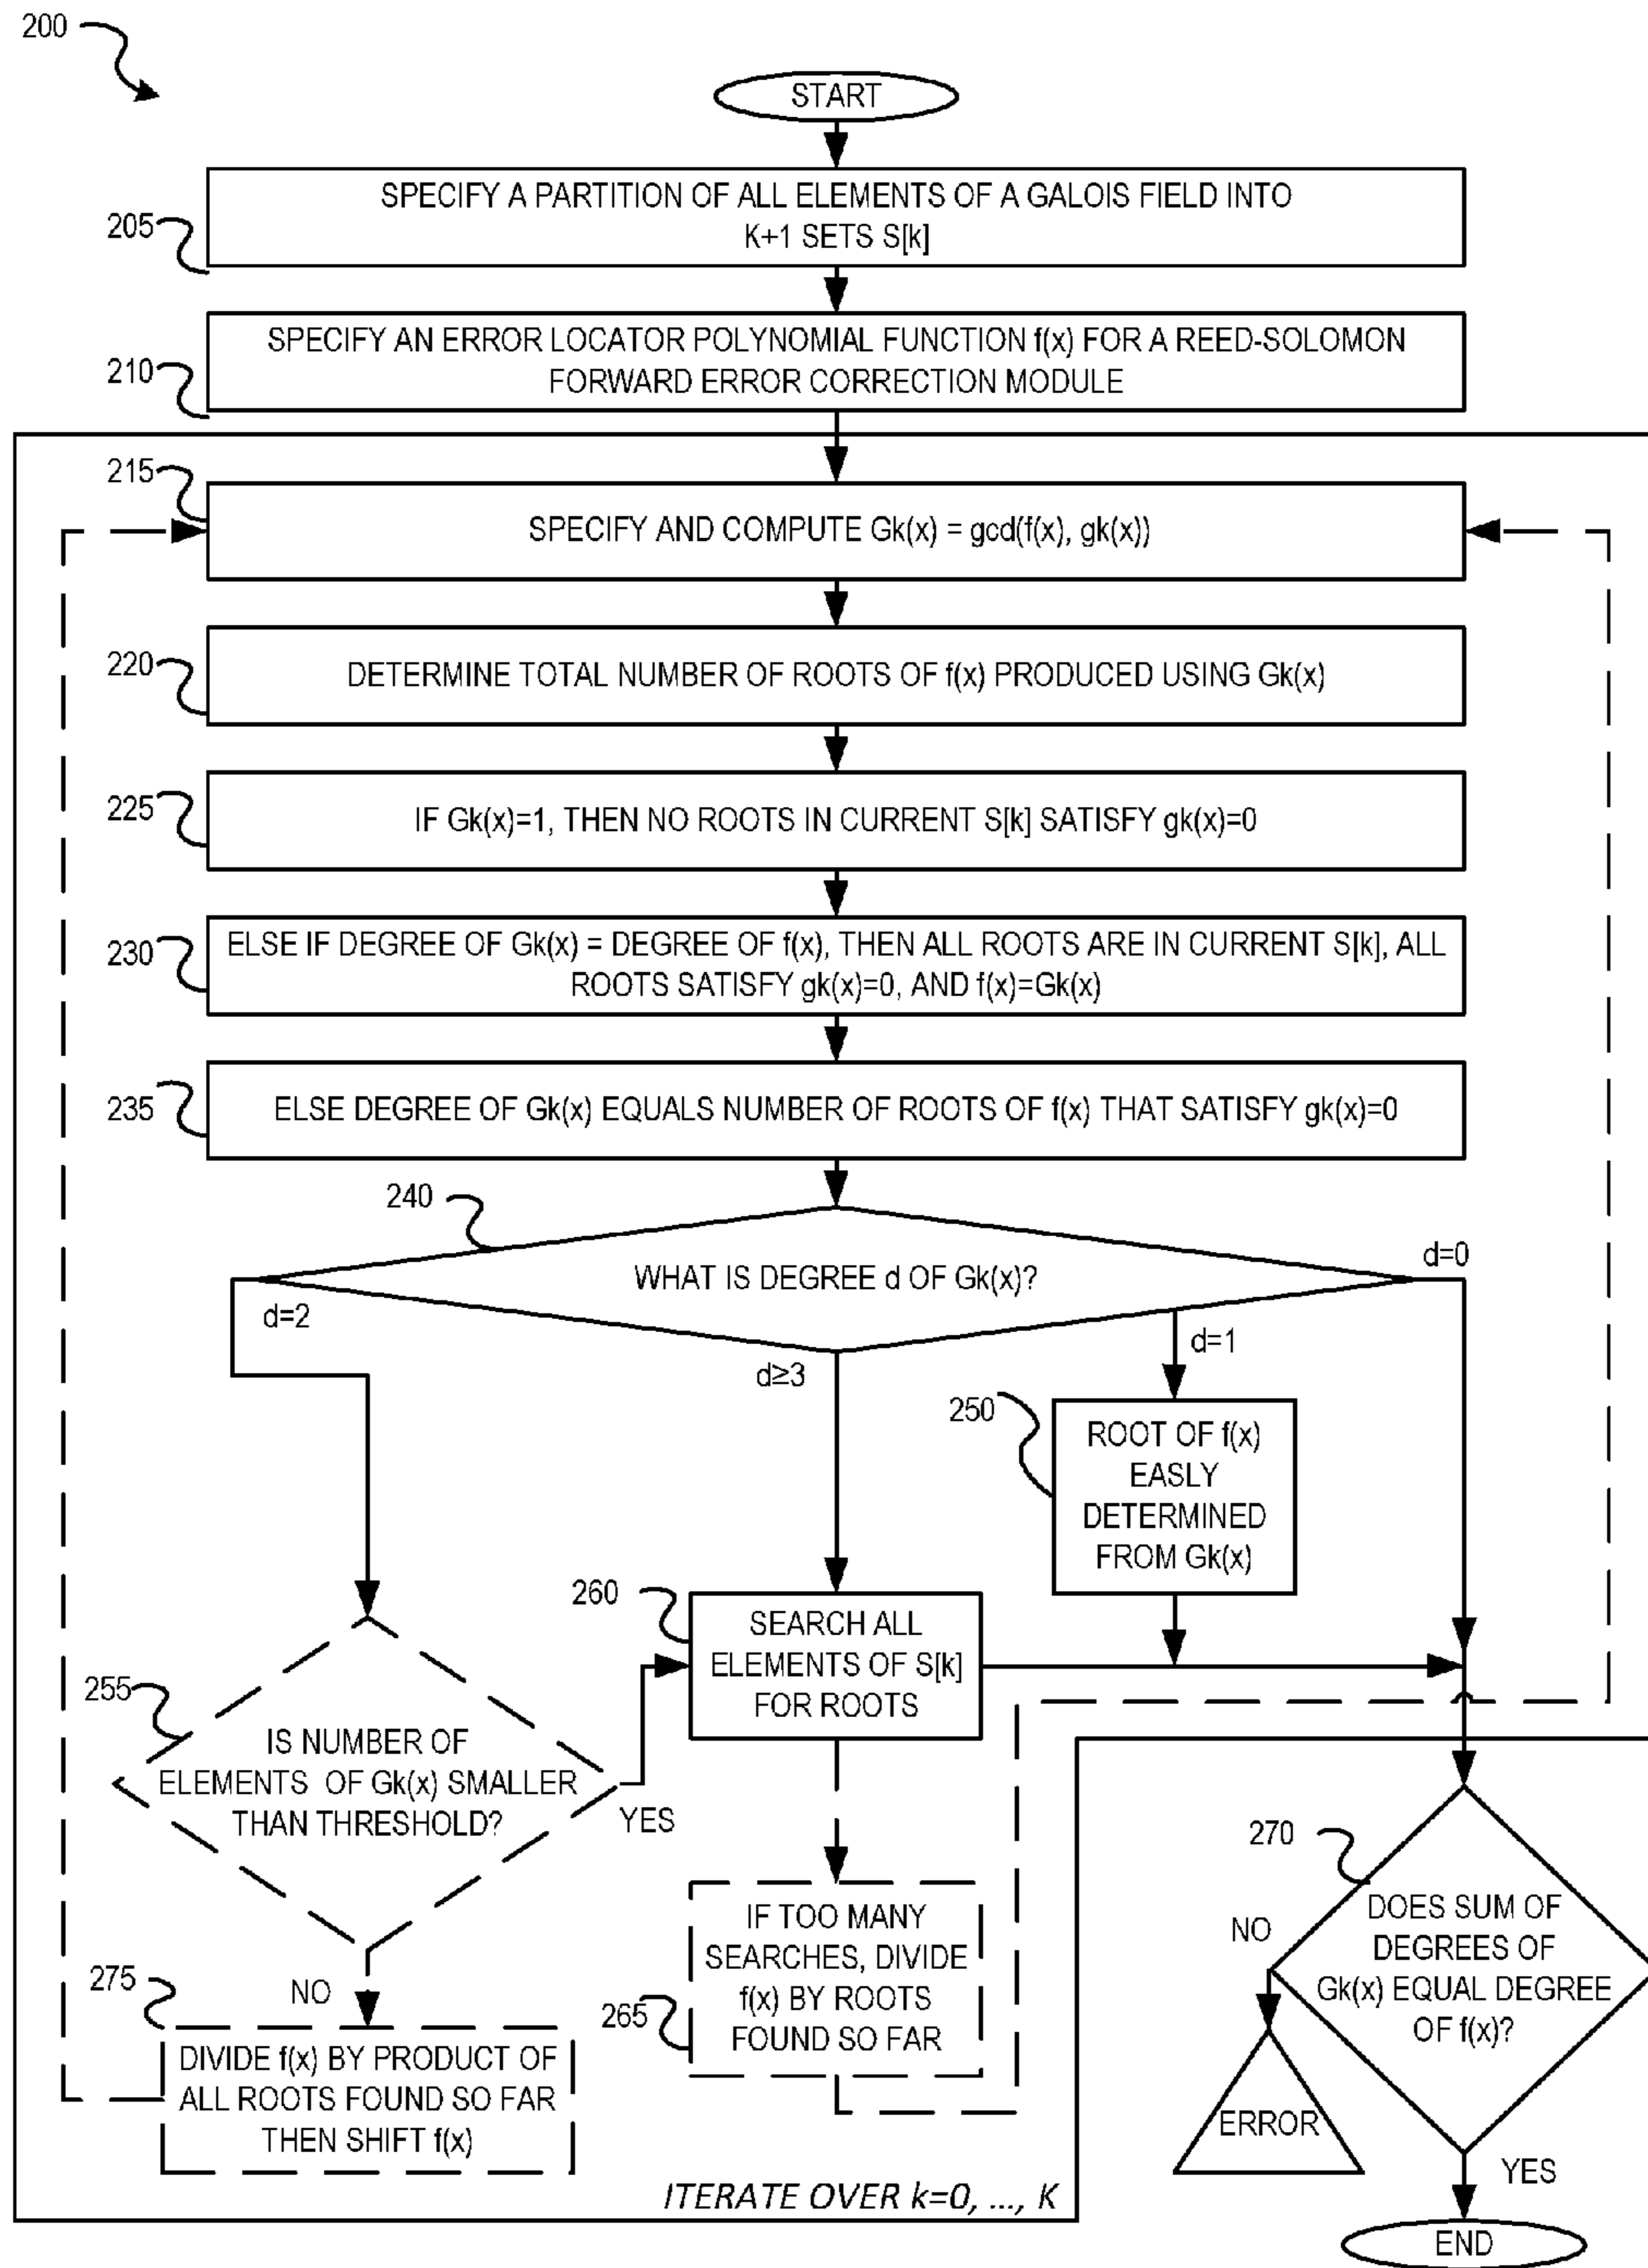 200
START
SPECIFY A PARTITION OF ALL ELEMENTS OF A GALOIS FIELD INTO
K+1 SETS S[k]
205
SPECIFY AN ERROR LOCATOR POLYNOMIAL FUNCTION f(x) FOR A REED-SOLOMON
FORWARD ERROR CORRECTION MODULE
210
215
SPECIFY AND COMPUTE Gk(x) = gcd(f(x), gk(x))
220
DETERMINE TOTAL NUMBER OF ROOTS OF f(x) PRODUCED USING Gk(x)
225
IF Gk(x)=1, THEN NO ROOTS IN CURRENT S[k] SATISFY gk(x)=0
230
ELSE IF DEGREE OF Gk(x) = DEGREE OF f(x), THEN ALL ROOTS ARE IN CURRENT S[k], ALL
ROOTS SATISFY gk(x)=0, AND f(x)=Gk(x)
235
ELSE DEGREE OF Gk(x) EQUALS NUMBER OF ROOTS OF f(x) THAT SATISFY gk(x)=0
240
WHAT IS DEGREE d OF Gk(x)?
d=0
d=2
d=1
d≥3
250
ROOT OF f(x)
EASLY
DETERMINED
FROM Gk(x)
260
SEARCH ALL
ELEMENTS OF S[k]
FOR ROOTS
255
IS NUMBER OF
ELEMENTS OF Gk(x) SMALLER
THAN THRESHOLD?
YES
NO
265
IF TOO MANY
SEARCHES, DIVIDE
f(x) BY ROOTS
FOUND SO FAR
270
DOES SUM OF
DEGREES OF
Gk(x) EQUAL DEGREE
OF f(x)?
NO
ERROR
YES
275
DIVIDE f(x) BY PRODUCT OF
ALL ROOTS FOUND SO FAR
THEN SHIFT f(x)
ITERATE OVER k=0, ..., K
END